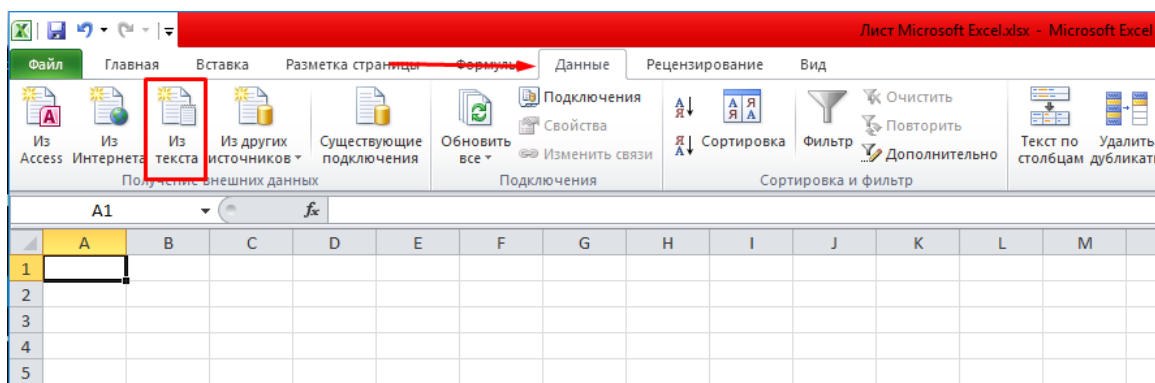 Лист Microsoft Excel.xlsx - Microsoft Excel
Файл Главная Вставка Разметка страницы Формулы Данные Рецензирование Вид
Из Access
Из Интернета
Из текста
Из других источников
Существующие подключения
Получение внешних данных
Обновить все
Подключения
Свойства
Изменить связи
Подключения
А Я
Я А
Сортировка
Фильтр
Очистить
Повторить
Дополнительно
Сортировка и фильтр
Текст по столбцам
Удалить
A1 fx
A B C D E F G H I J K L M
1
2
3
4
5